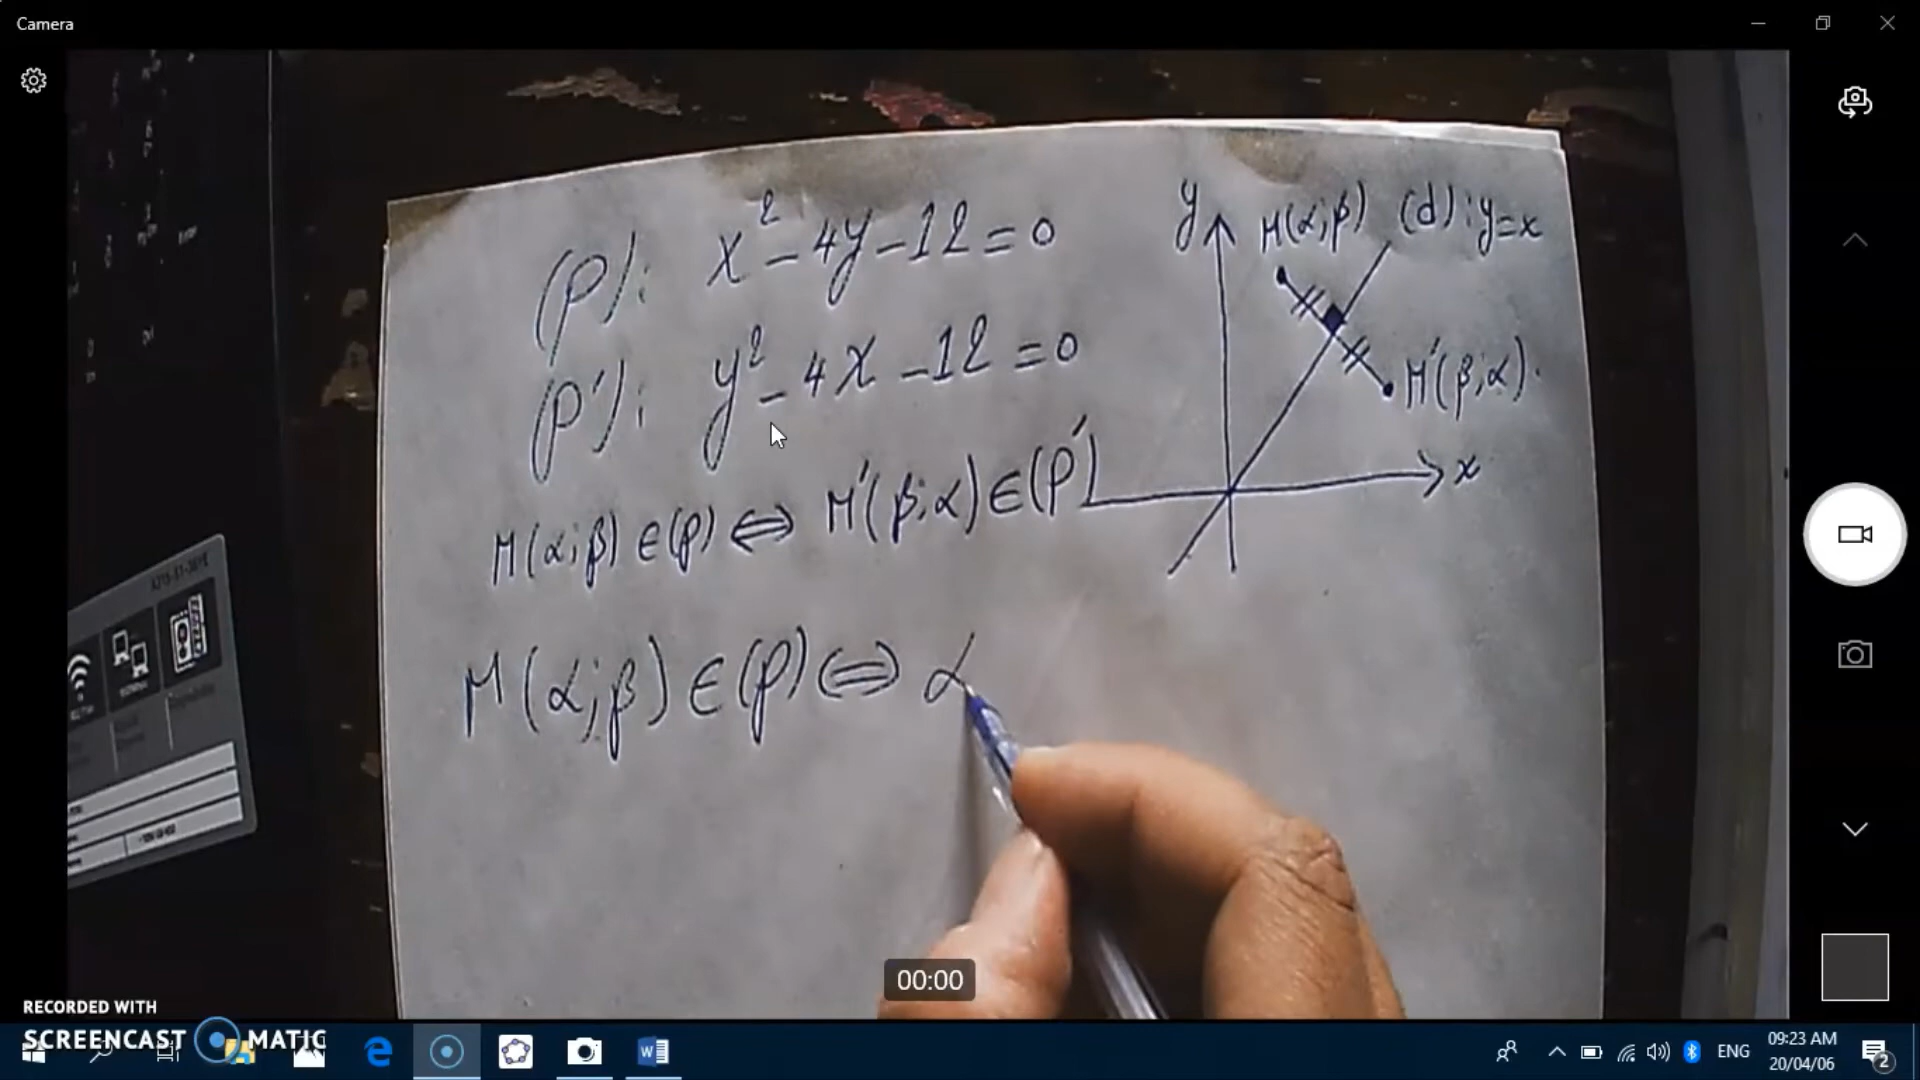 Camera
(P): x² - 4y - 12 = 0
(P'): y² - 4x - 12 = 0
y
M(α;β)
(d): y=x
M'(β;α).
x
M(α;β) ∈ (P) ⇔ M'(β;α) ∈ (P')
M(α;β) ∈ (P) ⇔ α
00:00
RECORDED WITH
SCREENCAST MATIC
ENG
09:23 AM
20/04/06
2